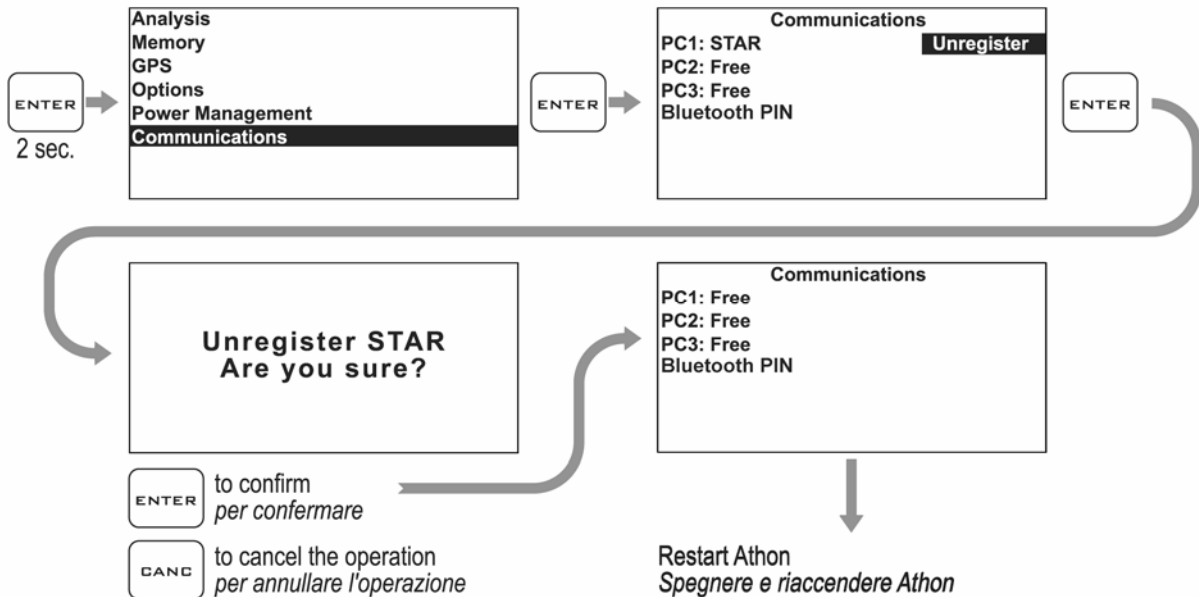 ENTER
2 sec.
Analysis
Memory
GPS
Options
Power Management
Communications
ENTER
Communications
PC1: STAR Unregister
PC2: Free
PC3: Free
Bluetooth PIN
ENTER
Unregister STAR
Are you sure?
ENTER
to confirm
per confermare
CANC
to cancel the operation
per annullare l'operazione
Communications
PC1: Free
PC2: Free
PC3: Free
Bluetooth PIN
Restart Athon
Spegnere e riaccendere Athon